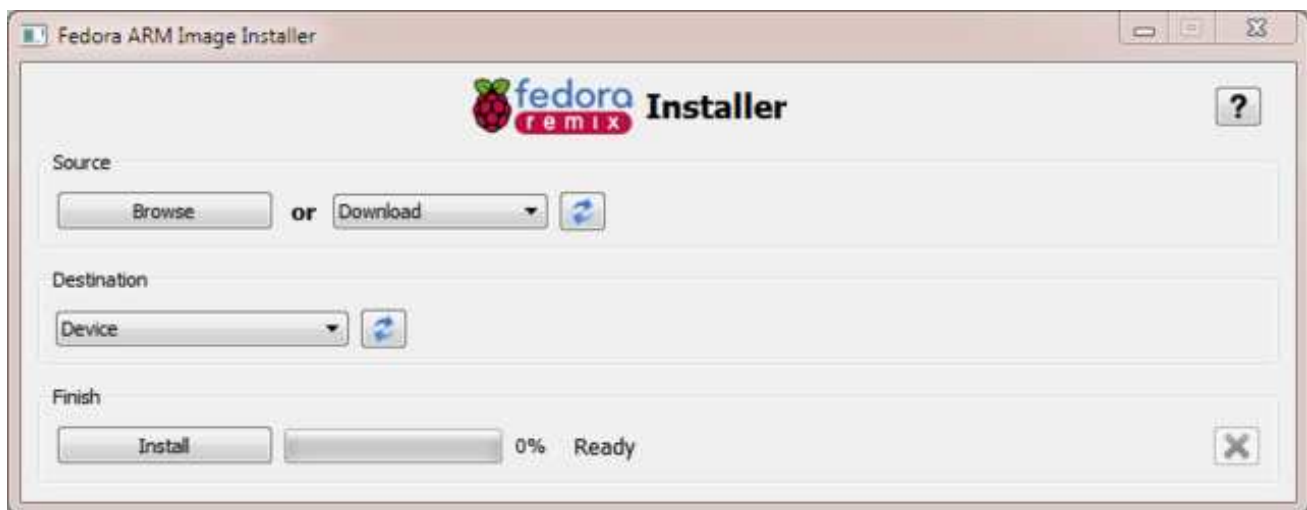 Fedora ARM Image Installer
fedora
remix
Installer
?
Source
Browse or Download
Destination
Device
Finish
Install 0% Ready